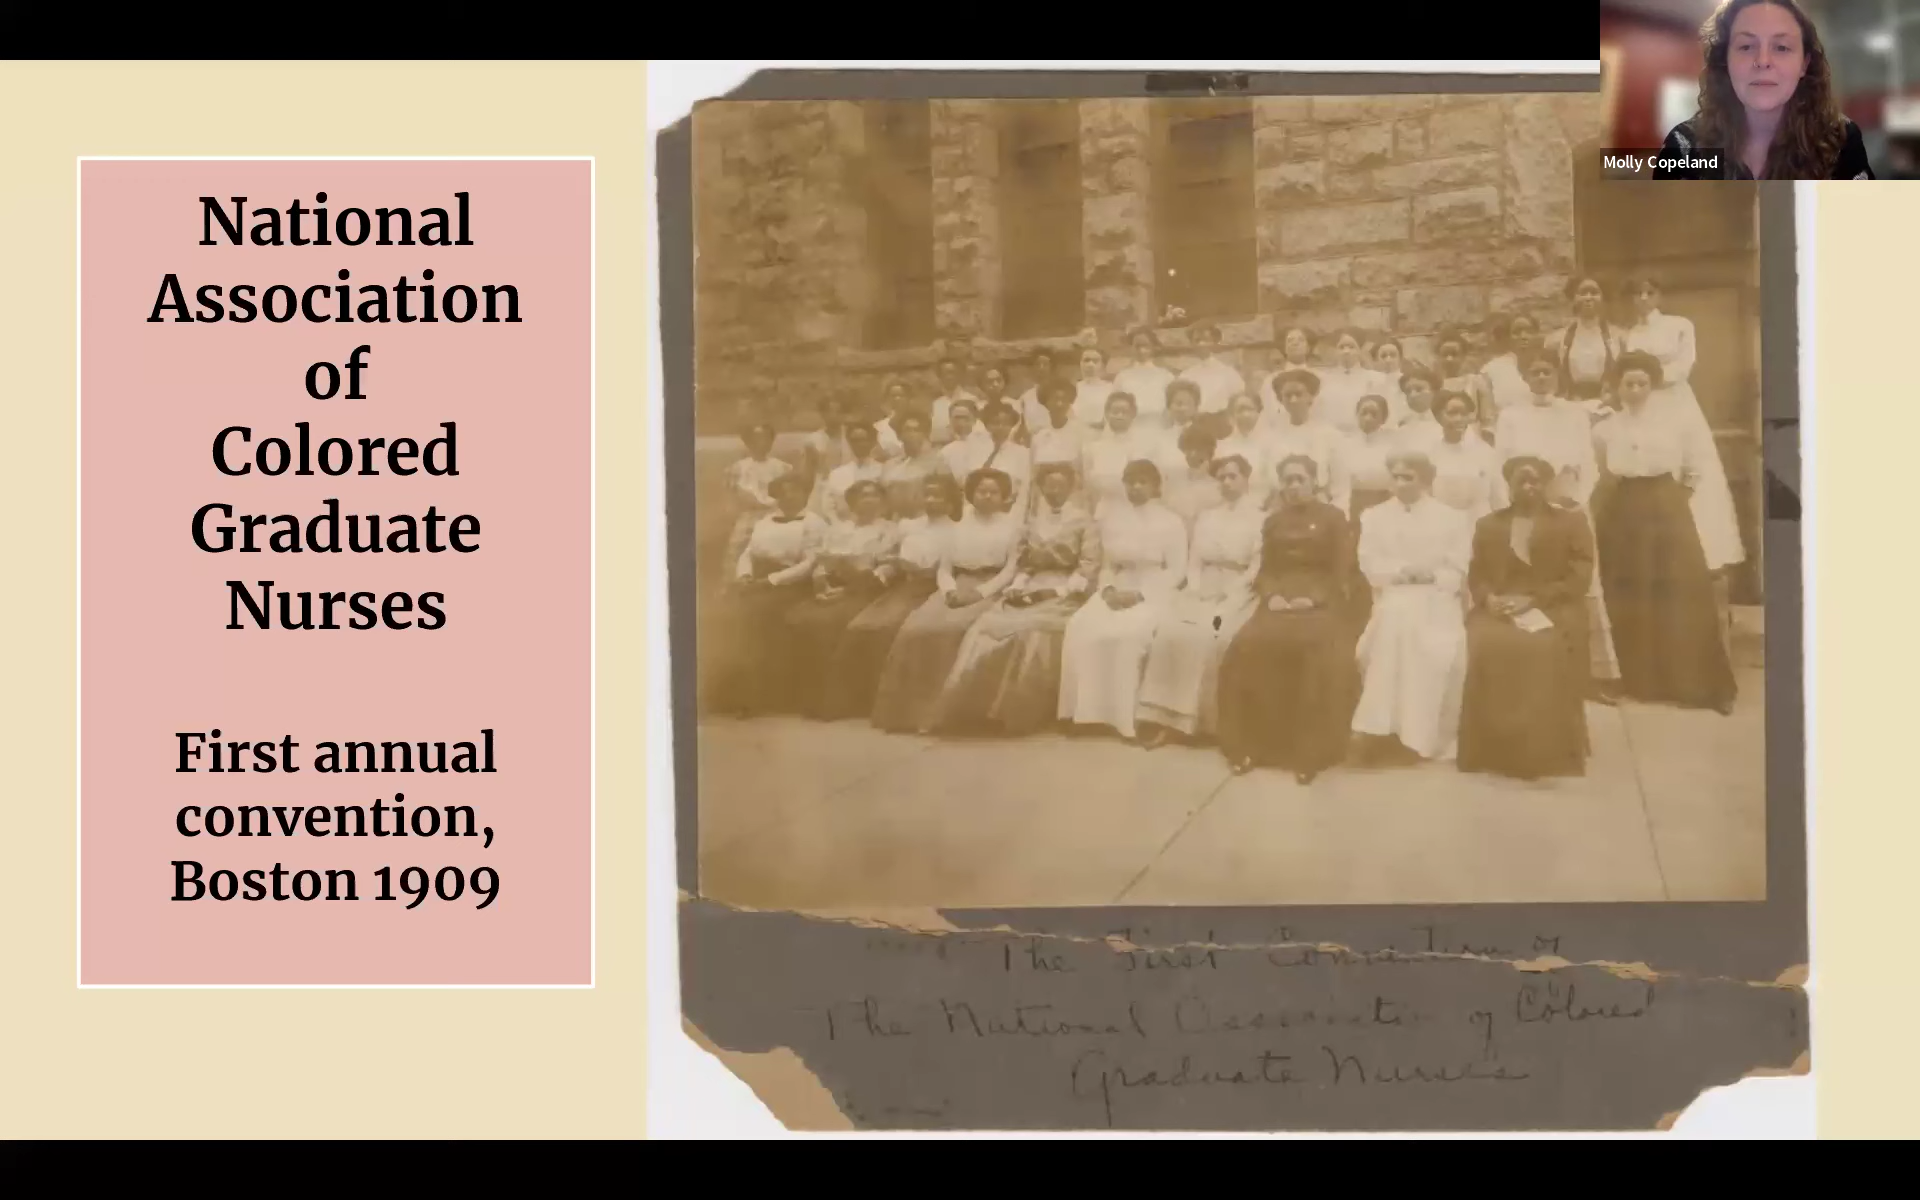 National
Association
of
Colored
Graduate
Nurses
First annual
convention,
Boston 1909
Molly Copeland
The First Convention of
The National Association of Colored
Graduate Nurses